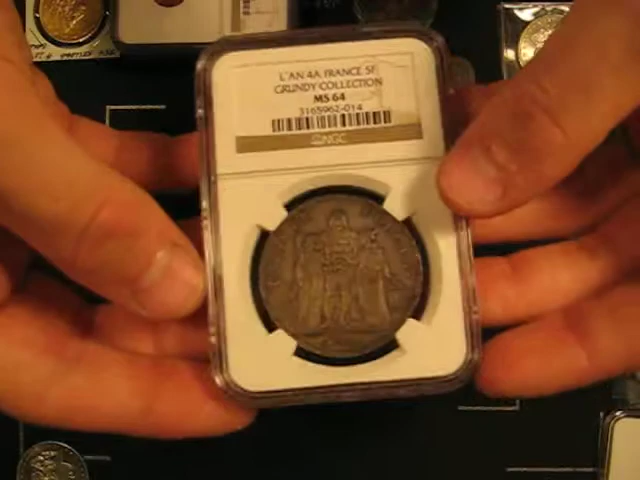 L'AN 4A FRANCE 5F
GRUNDY COLLECTION
MS 64
3165962-014
NGC